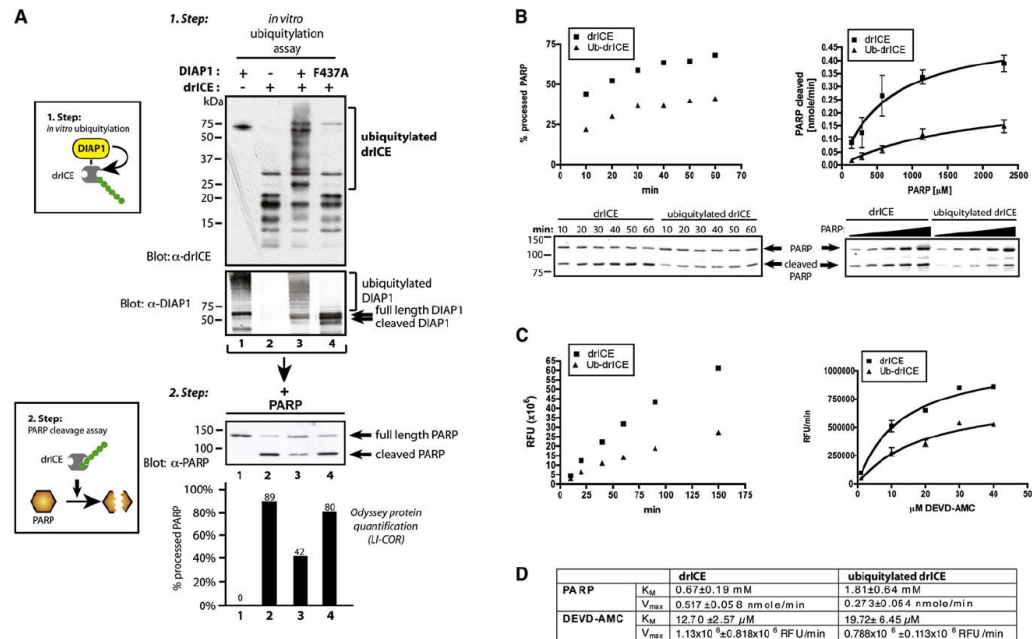 A
1. Step:
in vitro
ubiquitylation
assay
DIAP1 : + - + F437A
drICE : - + + +
kDa
75
50
37
25
20
15
ubiquitylated
drICE
Blot: α-drICE
1. Step:
in vitro ubiquitylation
DIAP1
drICE
Blot: α-DIAP1
75
50
ubiquitylated
DIAP1
full length DIAP1
cleaved DIAP1
1 2 3 4
2. Step:
+
PARP
150
100
full length PARP
cleaved PARP
Blot: α-PARP
1 2 3 4
2. Step:
PARP cleavage assay
drICE
PARP
% processed PARP
100%
80%
60%
40%
20%
0%
0
89
42
80
1 2 3 4
Odyssey protein
quantification
(LI-COR)
B
drICE
Ub-drICE
% processed PARP
75
50
25
0
0 10 20 30 40 50 60 70
min
drICE
Ub-drICE
PARP cleaved
[nmole/min]
0.45
0.40
0.35
0.30
0.25
0.20
0.15
0.10
0.05
0.00
0 500 1000 1500 2000 2500
PARP [µM]
drICE ubiquitylated drICE
min: 10 20 30 40 50 60 10 20 30 40 50 60
150
100
75
PARP
cleaved
PARP
drICE ubiquitylated drICE
PARP:
C
drICE
Ub-drICE
RFU (x10⁶)
65
60
55
50
45
40
35
30
25
20
15
10
5
0
0 25 50 75 100 125 150 175
min
drICE
Ub-drICE
RFU/min
1000000
750000
500000
250000
0
0 10 20 30 40 50
µM DEVD-AMC
D
drICE ubiquitylated drICE
PARP KM 0.67±0.19 mM 1.81±0.64 mM
Vmax 0.517 ±0.058 nmole/min 0.273±0.054 nmole/min
DEVD-AMC KM 12.70 ±2.57 µM 19.72± 6.45 µM
Vmax 1.13x10⁶±0.818x10⁶ RFU/min 0.788x10⁶ ±0.113x10⁶ RFU/min